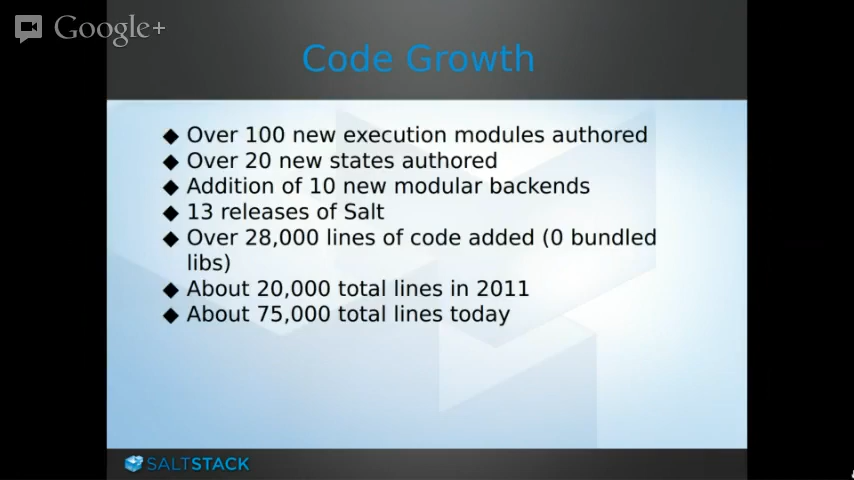 Google+
Code Growth
◆ Over 100 new execution modules authored
◆ Over 20 new states authored
◆ Addition of 10 new modular backends
◆ 13 releases of Salt
◆ Over 28,000 lines of code added (0 bundled
libs)
◆ About 20,000 total lines in 2011
◆ About 75,000 total lines today
SALTSTACK